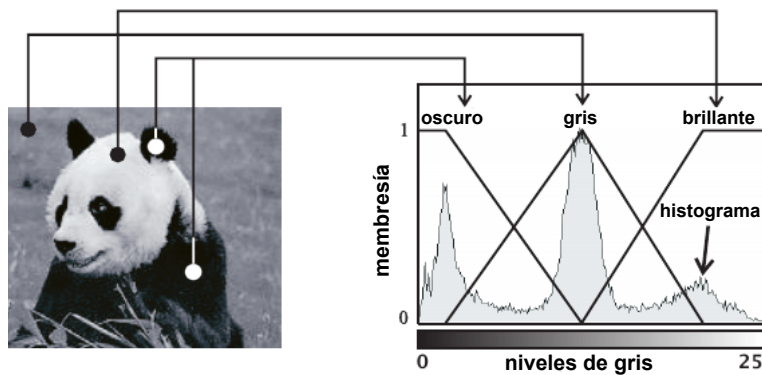 oscuro gris brillante
1
histograma
membresía
0
0 niveles de gris 25